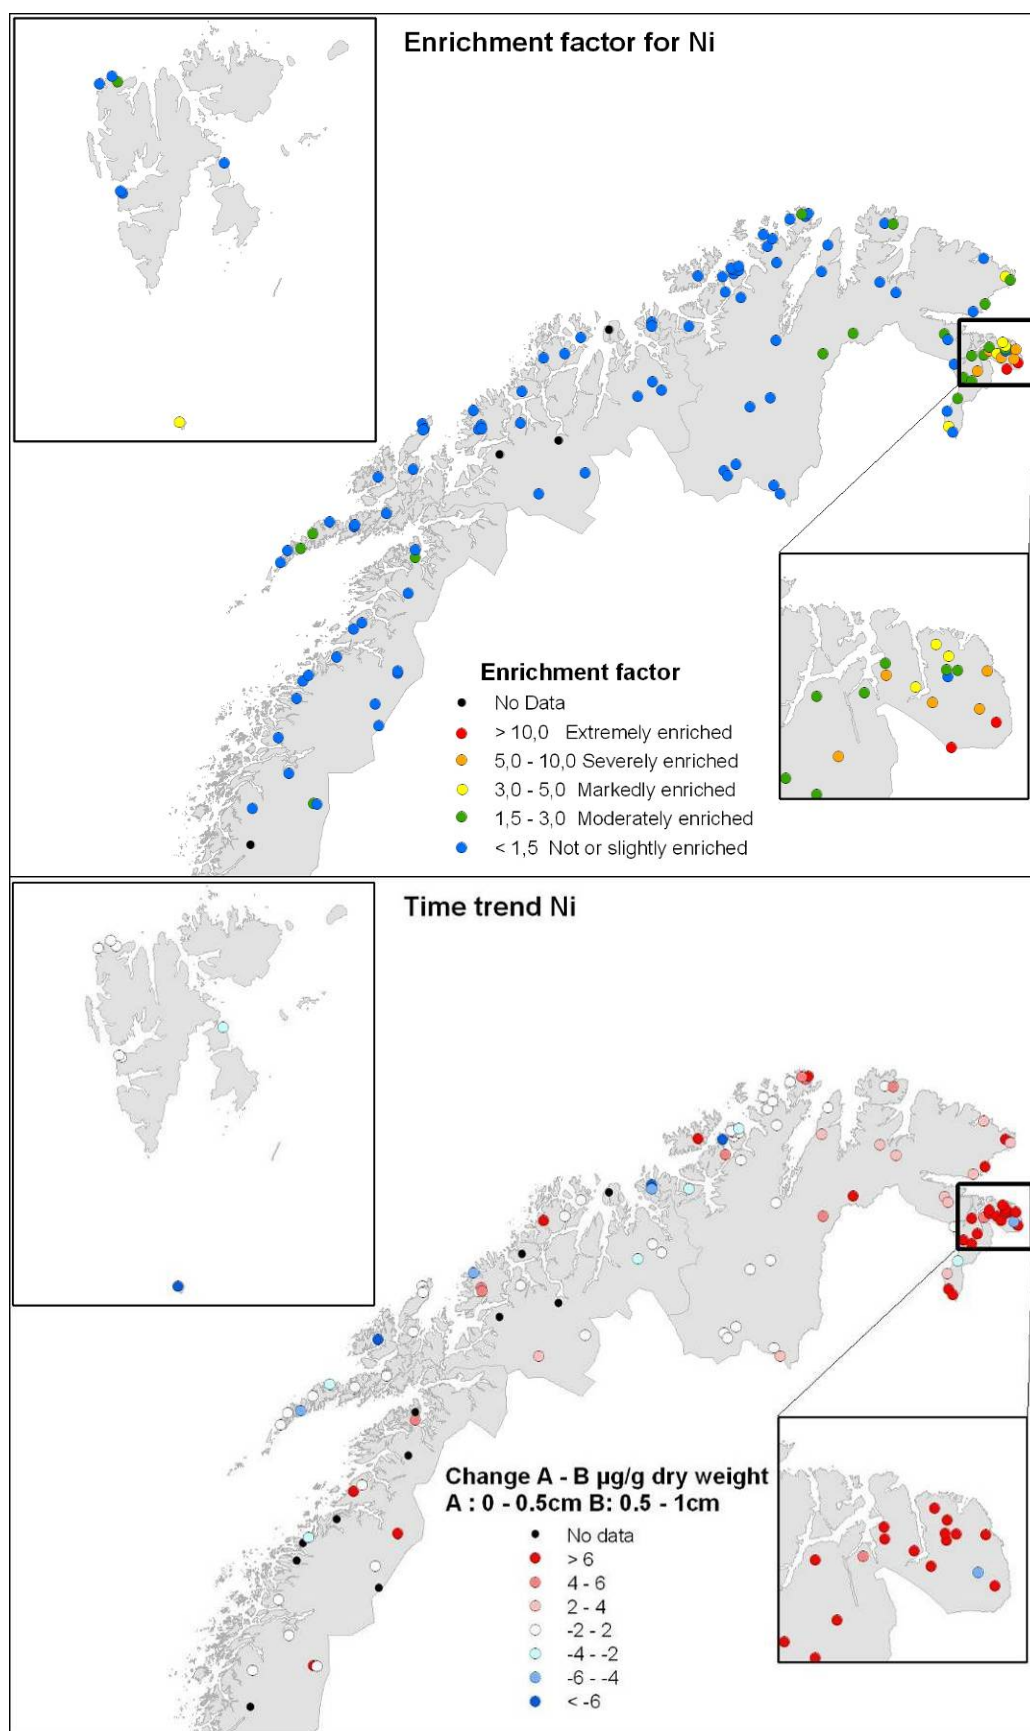 Enrichment factor for Ni
Enrichment factor
No Data
> 10,0 Extremely enriched
5,0 - 10,0 Severely enriched
3,0 - 5,0 Markedly enriched
1,5 - 3,0 Moderately enriched
< 1,5 Not or slightly enriched
Time trend Ni
Change A - B µg/g dry weight
A : 0 - 0.5cm B: 0.5 - 1cm
No data
> 6
4 - 6
2 - 4
-2 - 2
-4 - -2
-6 - -4
< -6